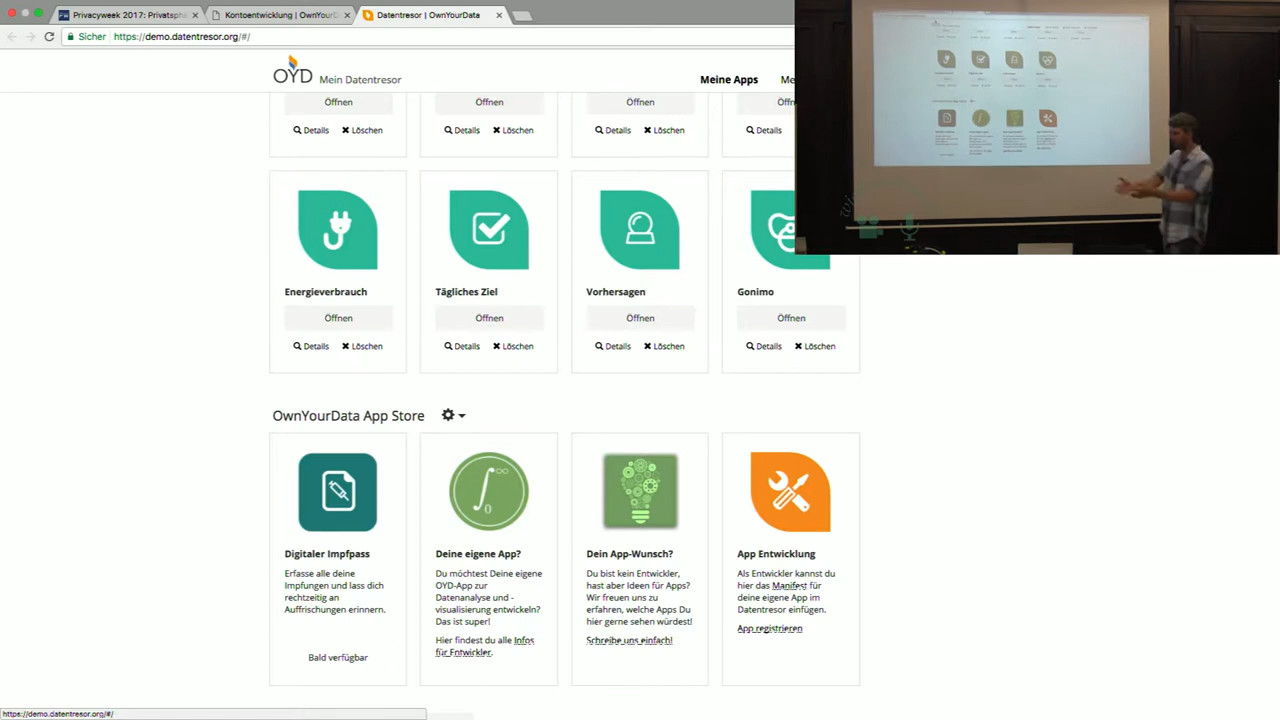 Privacyweek 2017: Privatsph
Kontoentwicklung | OwnYourD
Datentresor | OwnYourData
Sicher
https://demo.datentresor.org/#/
OYD
Mein Datentresor
Meine Apps
Me
Öffnen
Öffnen
Öffnen
Öffn
Details
Löschen
Details
Löschen
Details
Löschen
Details
Energieverbrauch
Tägliches Ziel
Vorhersagen
Gonimo
Öffnen
Öffnen
Öffnen
Öffnen
Details
Löschen
Details
Löschen
Details
Löschen
Details
Löschen
OwnYourData App Store
Digitaler Impfpass
Erfasse alle deine
Impfungen und lass dich
rechtzeitig an
Auffrischungen erinnern.
Bald verfügbar
∞
0
Deine eigene App?
Du möchtest Deine eigene
OYD-App zur
Datenanalyse und -
visualisierung entwickeln?
Das ist super!
Hier findest du alle Infos
für Entwickler.
Dein App-Wunsch?
Du bist kein Entwickler,
hast aber Ideen für Apps?
Wir freuen uns zu
erfahren, welche Apps Du
hier gerne sehen würdest!
Schreibe uns einfach!
App Entwicklung
Als Entwickler kannst du
hier das Manifest für
deine eigene App im
Datentresor einfügen.
App registrieren
https://demo.datentresor.org/#/